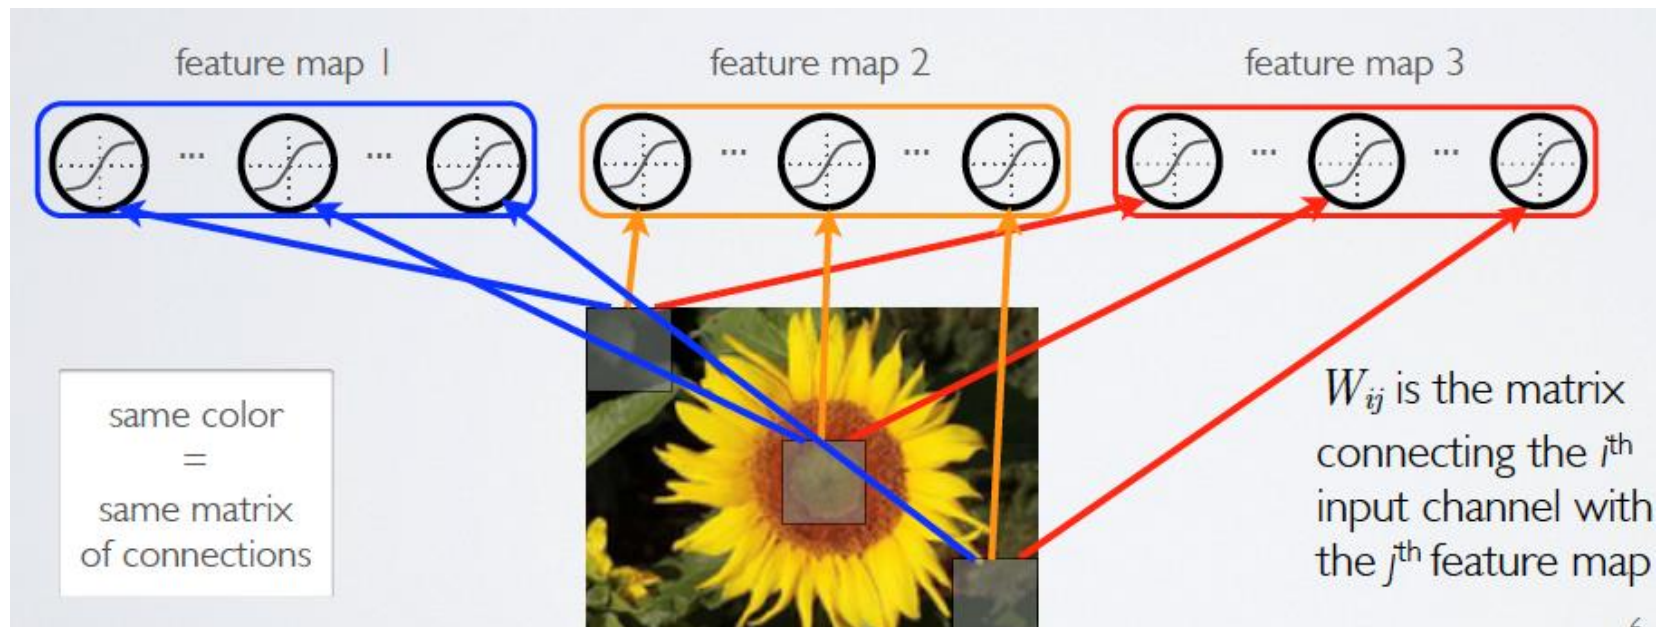 feature map 1
feature map 2
feature map 3
... ... ... ... ... ...
same color
=
same matrix
of connections
W_ij is the matrix
connecting the i^th
input channel with
the j^th feature map